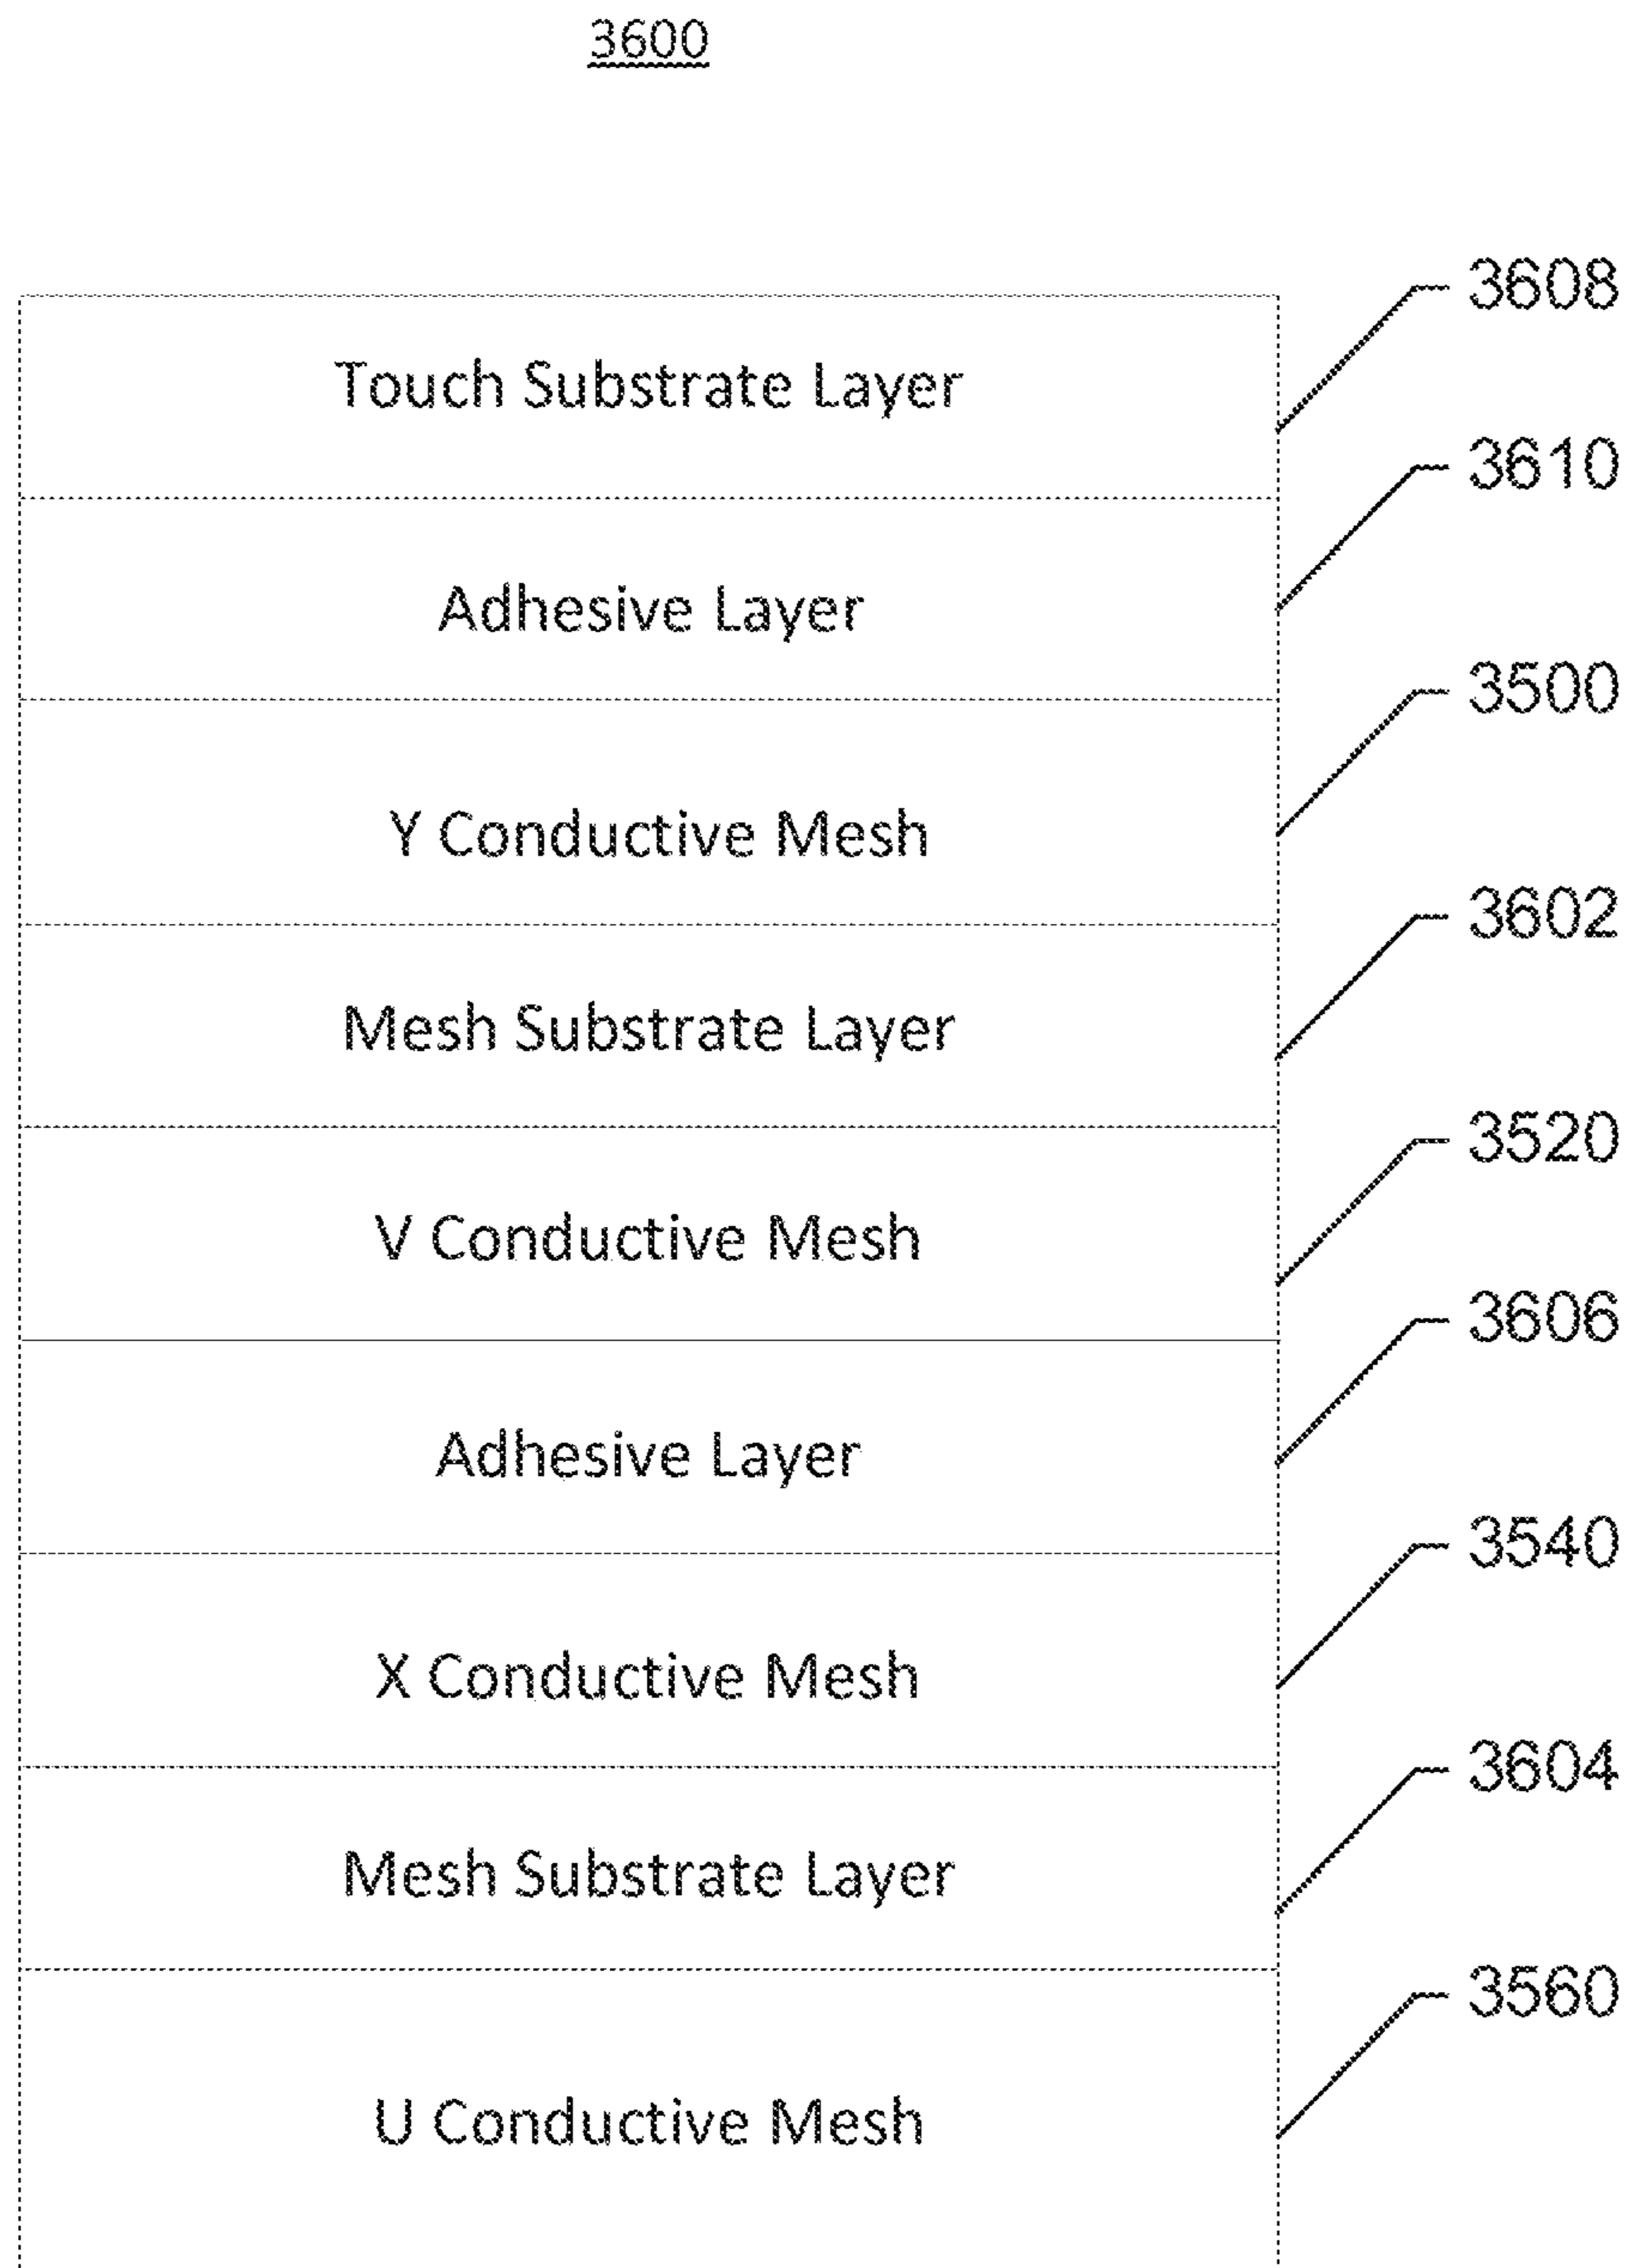 3600
3608
Touch Substrate Layer
3610
Adhesive Layer
3500
Y Conductive Mesh
3602
Mesh Substrate Layer
3520
V Conductive Mesh
3606
Adhesive Layer
3540
X Conductive Mesh
3604
Mesh Substrate Layer
3560
U Conductive Mesh